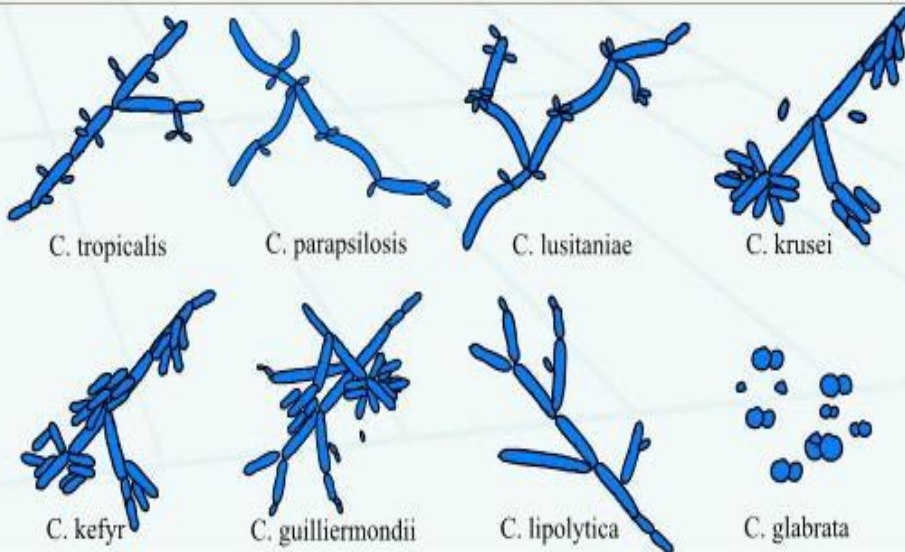 C. tropicalis C. parapsilosis C. lusitaniae C. krusei
C. kefyr C. guilliermondii C. lipolytica C. glabrata